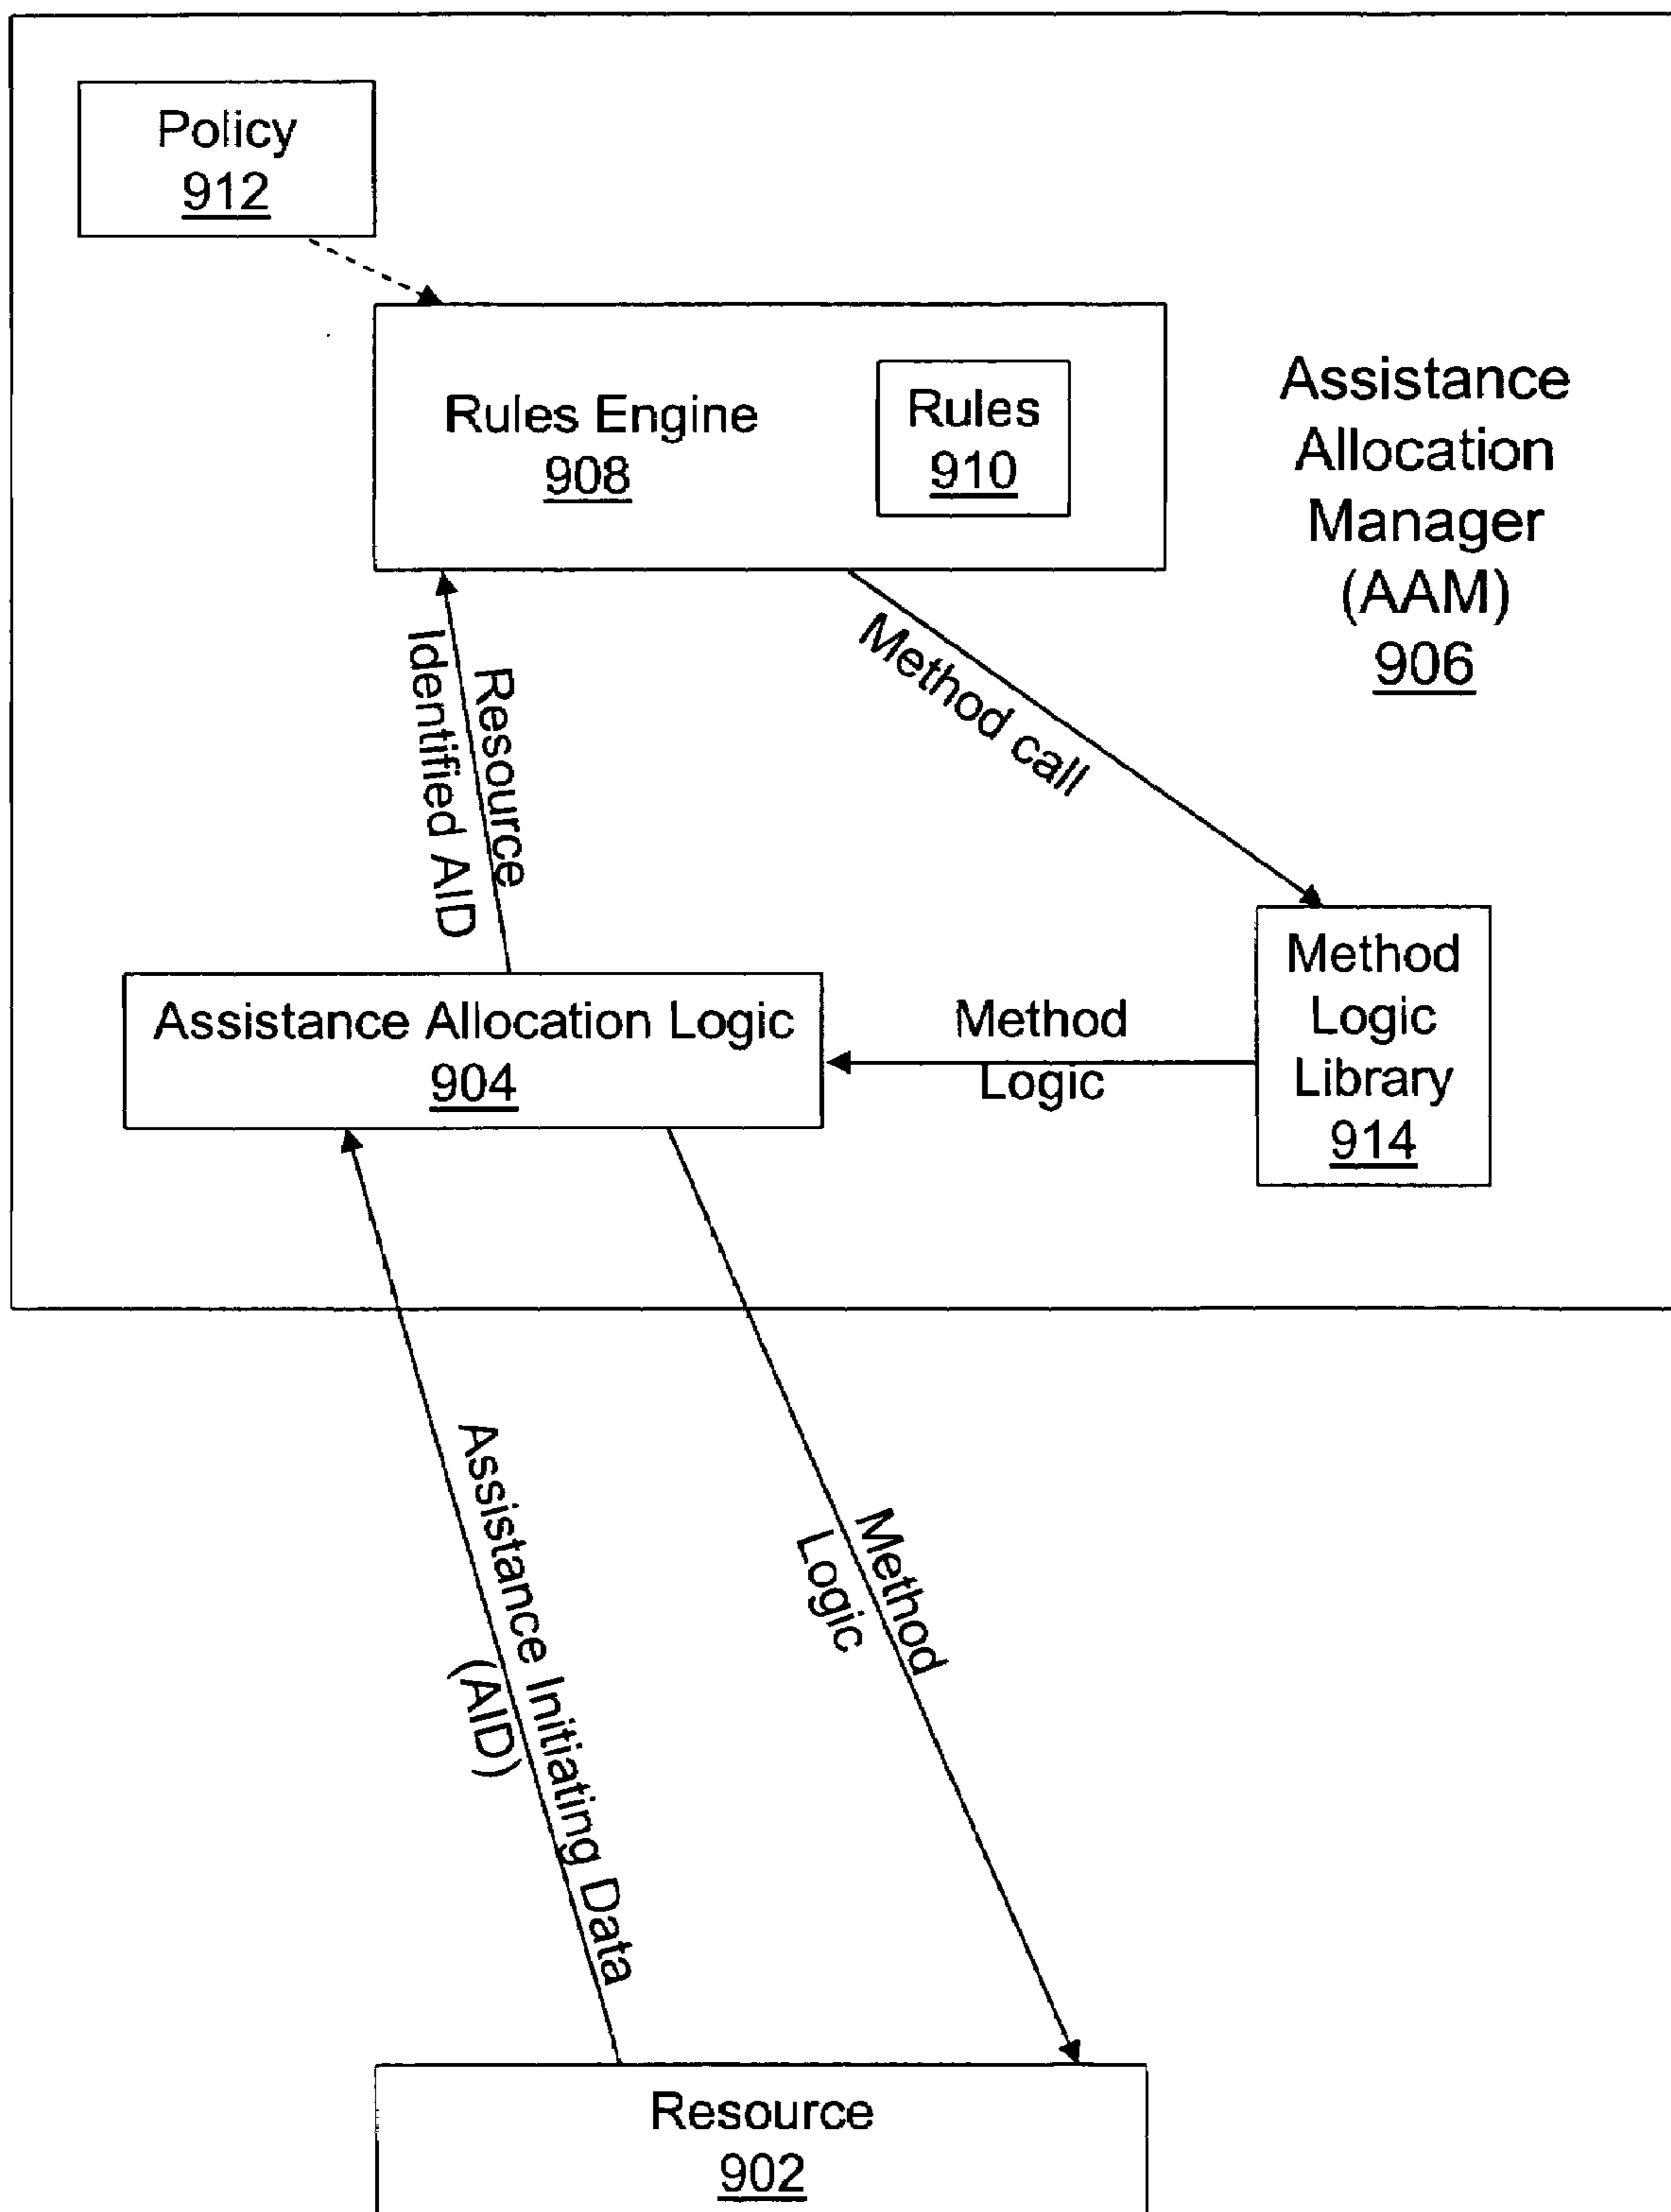 Policy
912
Rules Engine
908
Rules
910
Assistance
Allocation
Manager
(AAM)
906
Resource
Identified AID
Method call
Assistance Allocation Logic
904
Method
Logic
Method
Logic
Library
914
Assistance Initiating Data
(AID)
Method
Logic
Resource
902